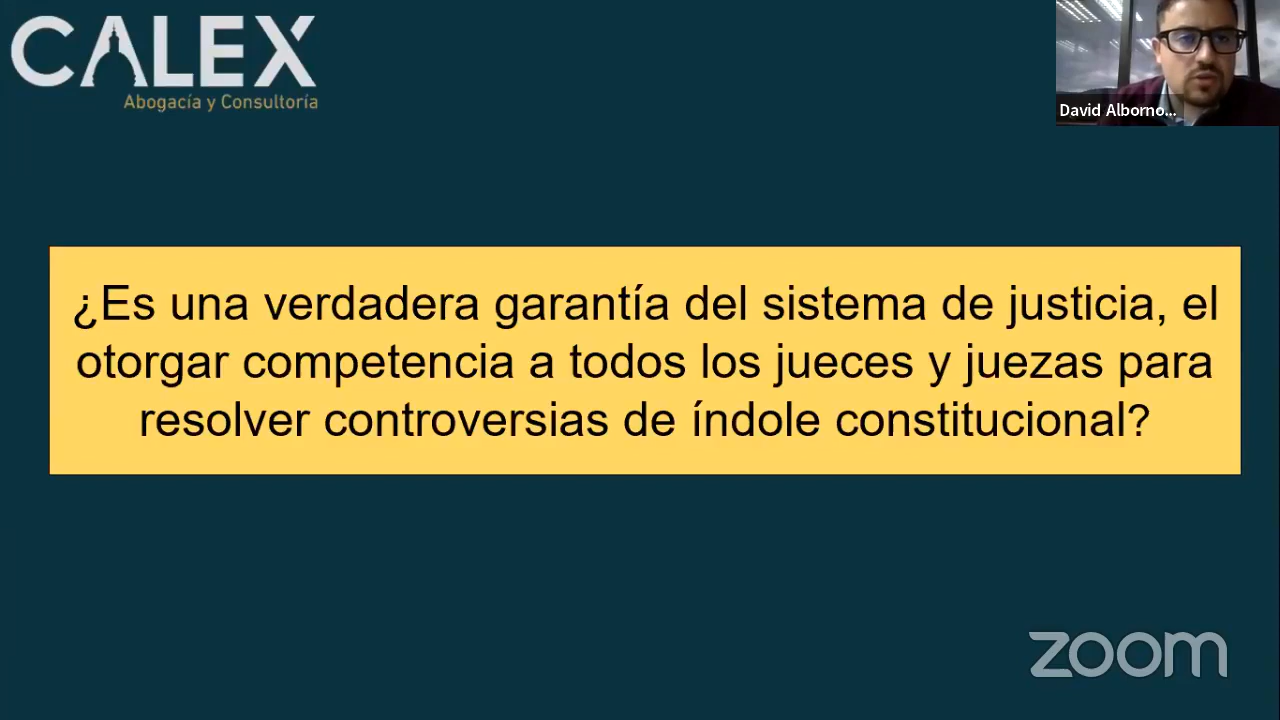 CALEX
Abogacía y Consultoría
David Alborno...
¿Es una verdadera garantía del sistema de justicia, el
otorgar competencia a todos los jueces y juezas para
resolver controversias de índole constitucional?
zoom